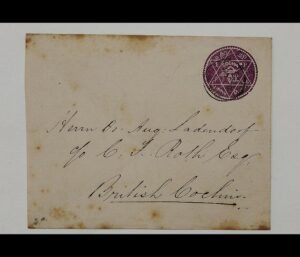 Herrn Dr. Aug. Ladendorf
c/o C. F. Roth Esq.
British Cochin